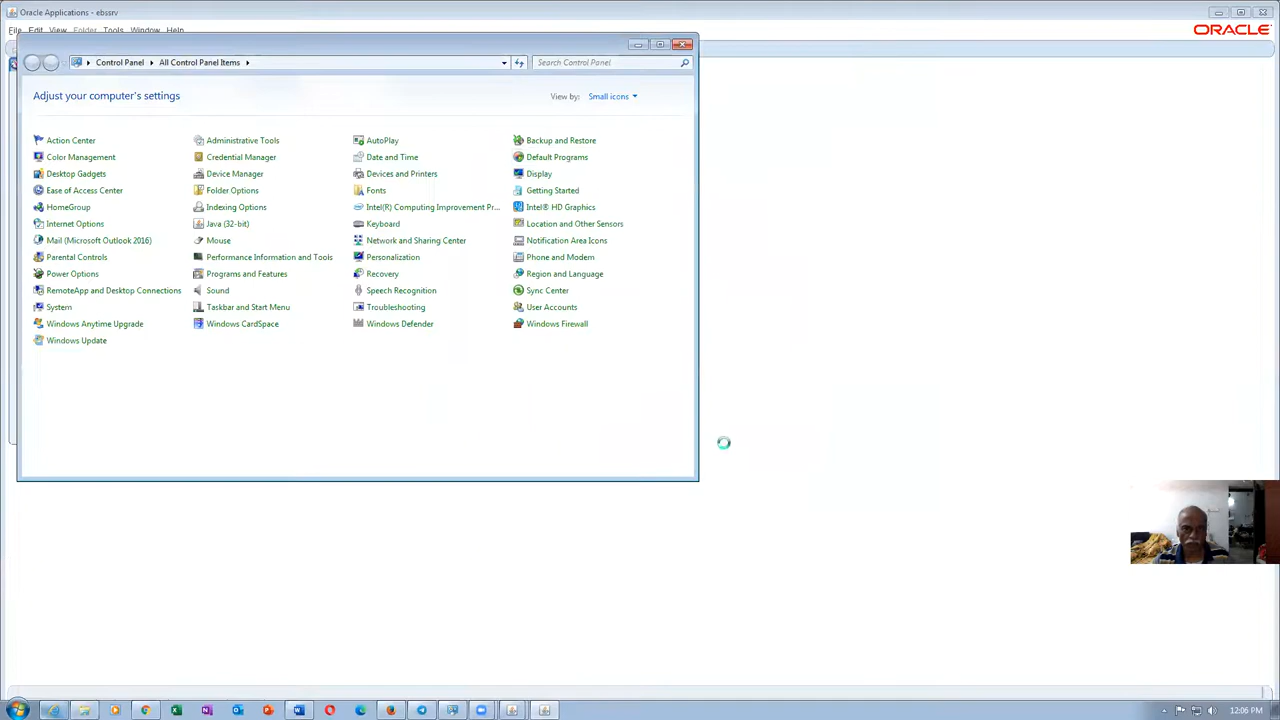 Oracle Applications - ebssrv
File Edit View Folder Tools Window Help
ORACLE
Control Panel All Control Panel Items
Search Control Panel
Adjust your computer's settings
View by: Small icons
Action Center
Administrative Tools
AutoPlay
Backup and Restore
Color Management
Credential Manager
Date and Time
Default Programs
Desktop Gadgets
Device Manager
Devices and Printers
Display
Ease of Access Center
Folder Options
Fonts
Getting Started
HomeGroup
Indexing Options
Intel(R) Computing Improvement Pr...
Intel® HD Graphics
Internet Options
Java (32-bit)
Keyboard
Location and Other Sensors
Mail (Microsoft Outlook 2016)
Mouse
Network and Sharing Center
Notification Area Icons
Parental Controls
Performance Information and Tools
Personalization
Phone and Modem
Power Options
Programs and Features
Recovery
Region and Language
RemoteApp and Desktop Connections
Sound
Speech Recognition
Sync Center
System
Taskbar and Start Menu
Troubleshooting
User Accounts
Windows Anytime Upgrade
Windows CardSpace
Windows Defender
Windows Firewall
Windows Update
12:06 PM